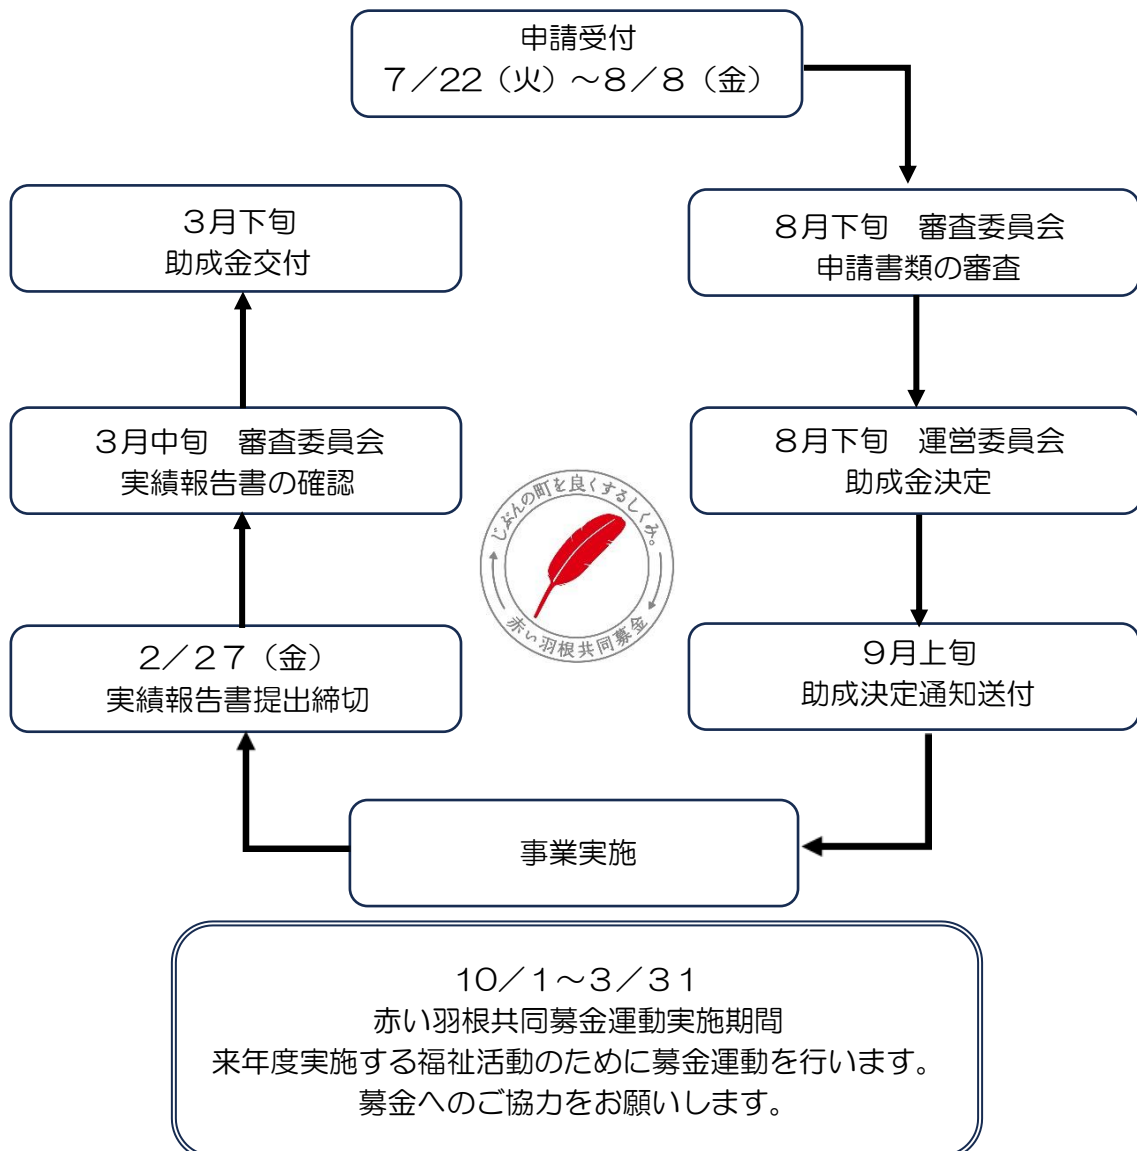 申請受付
７／22（火）～８／８（金）
８月下旬　審査委員会
申請書類の審査
８月下旬　運営委員会
助成金決定
９月上旬
助成決定通知送付
事業実施
２／２７（金）
実績報告書提出締切
３月中旬　審査委員会
実績報告書の確認
３月下旬
助成金交付
じぶんの町を良くするしくみ。
赤い羽根共同募金
10／１～３／３１
赤い羽根共同募金運動実施期間
来年度実施する福祉活動のために募金運動を行います。
募金へのご協力をお願いします。